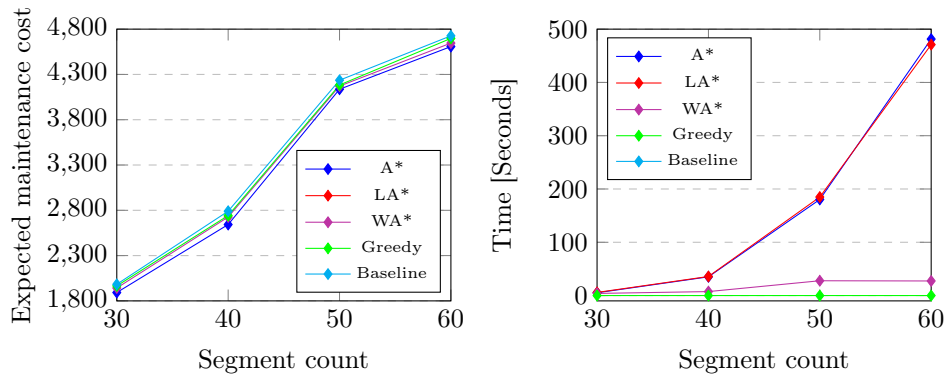 Expected maintenance cost
4,800
4,300
3,800
3,300
2,800
2,300
1,800
30
40
50
60
Segment count
A*
LA*
WA*
Greedy
Baseline
Time [Seconds]
500
400
300
200
100
0
30
40
50
60
Segment count
A*
LA*
WA*
Greedy
Baseline